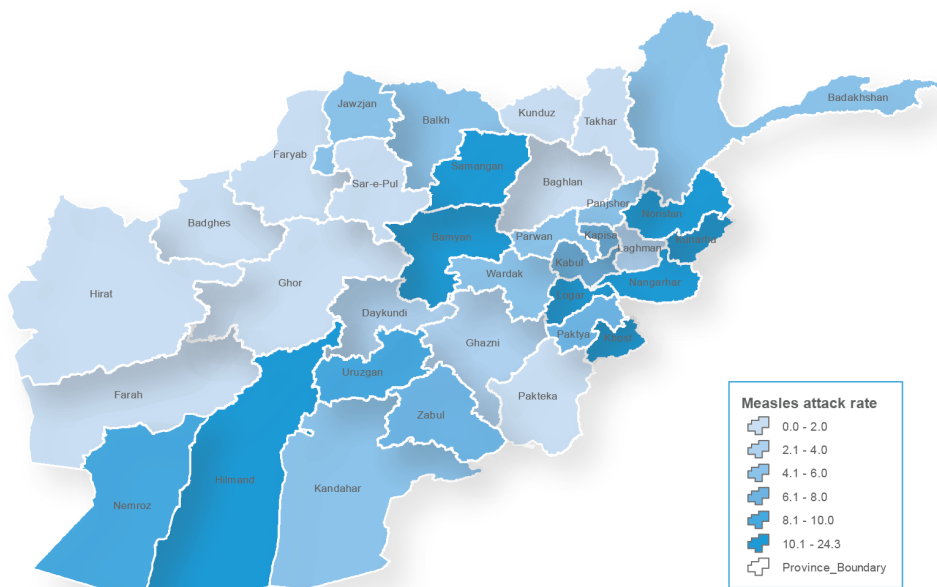 Badakhshan
Jawzjan
Balkh
Kunduz
Takhar
Faryab
Samangan
Sar-e-Pul
Baghlan
Panjsher
Nooristan
Badghes
Baniyan
Parwan
Kapisa
Kunarha
Laghman
Kabul
Wardak
Nangarhar
Hirat
Ghor
Logar
Daykundi
Paktya
Khost
Ghazni
Uruzgan
Farah
Pakteka
Zabul
Hilmand
Kandahar
Nemroz
Measles attack rate
0.0 - 2.0
2.1 - 4.0
4.1 - 6.0
6.1 - 8.0
8.1 - 10.0
10.1 - 24.3
Province_Boundary